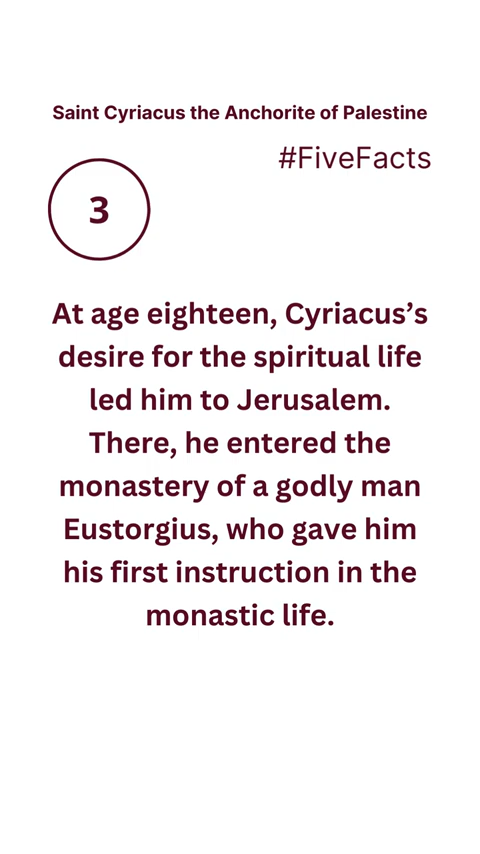 Saint Cyriacus the Anchorite of Palestine
#FiveFacts
3
At age eighteen, Cyriacus’s
desire for the spiritual life
led him to Jerusalem.
There, he entered the
monastery of a godly man
Eustorgius, who gave him
his first instruction in the
monastic life.